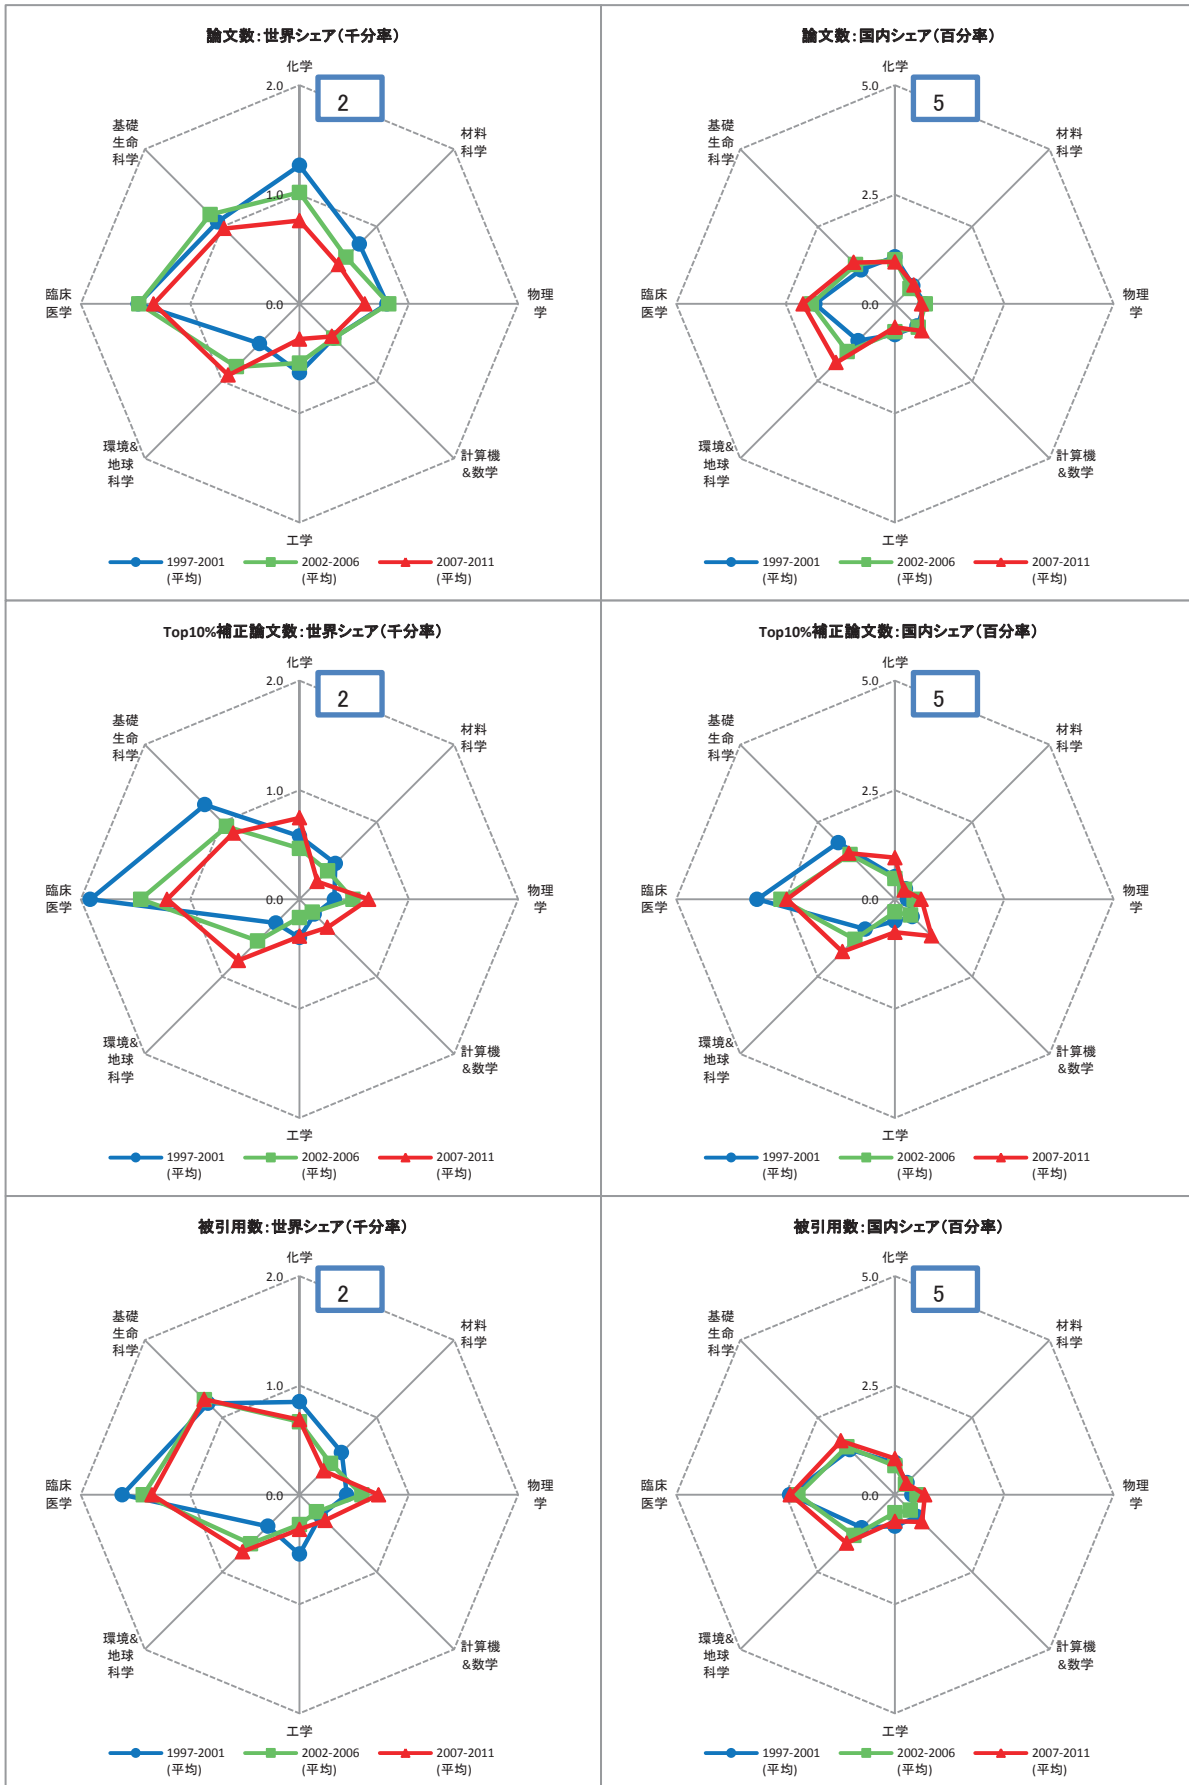 論文数:世界シェア(千分率)
化学
2.0
2
材料
科学
基礎
生命
科学
1.0
臨床
医学
0.0
物理
学
環境&
地球
科学
計算機
&数学
工学
1997-2001
(平均)
2002-2006
(平均)
2007-2011
(平均)
論文数:国内シェア(百分率)
化学
5.0
5
材料
科学
基礎
生命
科学
2.5
臨床
医学
0.0
物理
学
環境&
地球
科学
計算機
&数学
工学
1997-2001
(平均)
2002-2006
(平均)
2007-2011
(平均)
Top10%補正論文数:世界シェア(千分率)
化学
2.0
2
材料
科学
基礎
生命
科学
1.0
臨床
医学
0.0
物理
学
環境&
地球
科学
計算機
&数学
工学
1997-2001
(平均)
2002-2006
(平均)
2007-2011
(平均)
Top10%補正論文数:国内シェア(百分率)
化学
5.0
5
材料
科学
基礎
生命
科学
2.5
臨床
医学
0.0
物理
学
環境&
地球
科学
計算機
&数学
工学
1997-2001
(平均)
2002-2006
(平均)
2007-2011
(平均)
被引用数:世界シェア(千分率)
化学
2.0
2
材料
科学
基礎
生命
科学
1.0
臨床
医学
0.0
物理
学
環境&
地球
科学
計算機
&数学
工学
1997-2001
(平均)
2002-2006
(平均)
2007-2011
(平均)
被引用数:国内シェア(百分率)
化学
5.0
5
材料
科学
基礎
生命
科学
2.5
臨床
医学
0.0
物理
学
環境&
地球
科学
計算機
&数学
工学
1997-2001
(平均)
2002-2006
(平均)
2007-2011
(平均)